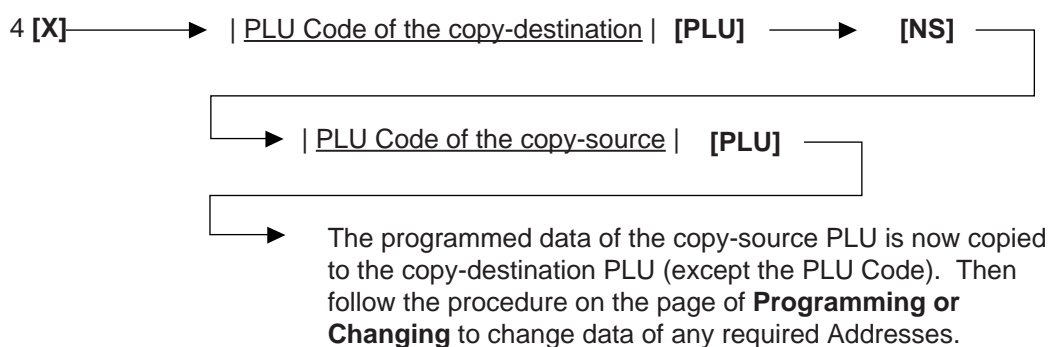 4 [X] | PLU Code of the copy-destination | [PLU] [NS]
| PLU Code of the copy-source | [PLU]
The programmed data of the copy-source PLU is now copied
to the copy-destination PLU (except the PLU Code). Then
follow the procedure on the page of Programming or
Changing to change data of any required Addresses.